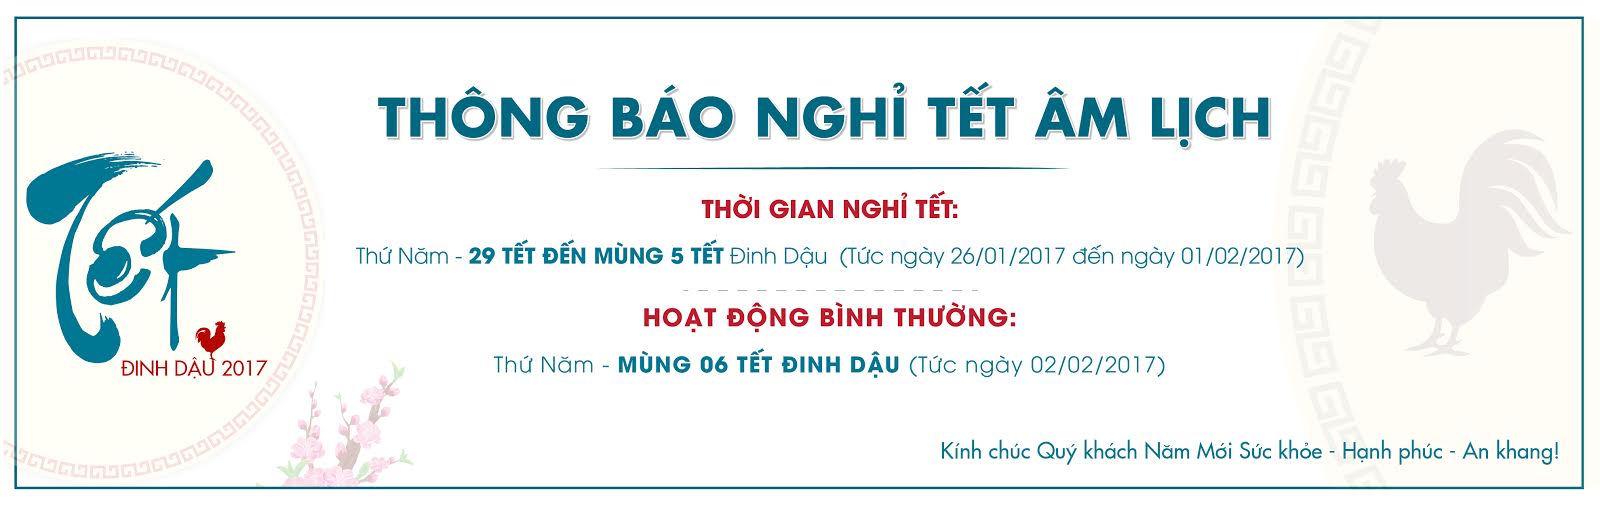 THÔNG BÁO NGHỈ TẾT ÂM LỊCH
THỜI GIAN NGHỈ TẾT:
Thứ Năm - 29 TẾT ĐẾN MÙNG 5 TẾT Đinh Dậu (Tức ngày 26/01/2017 đến ngày 01/02/2017)
HOẠT ĐỘNG BÌNH THƯỜNG:
Thứ Năm - MÙNG 06 TẾT ĐINH DẬU (Tức ngày 02/02/2017)
Tết
ĐINH DẬU 2017
Kính chúc Quý khách Năm Mới Sức khỏe - Hạnh phúc - An khang!